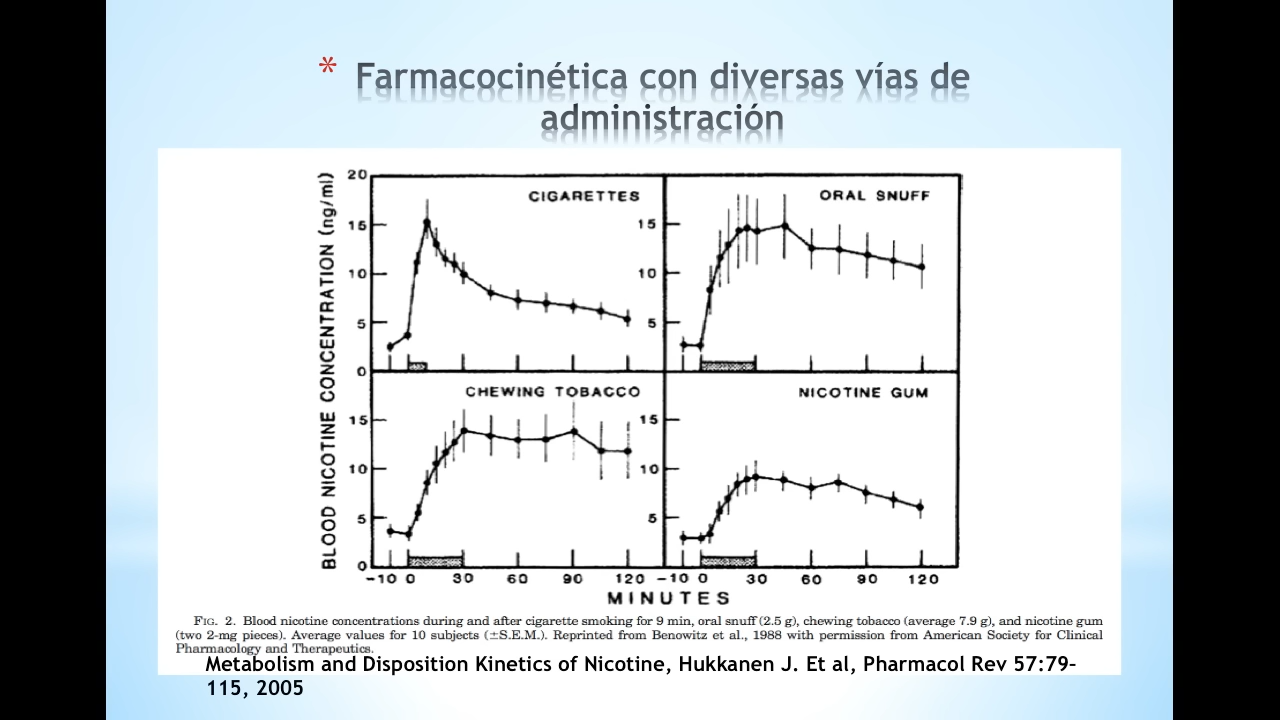 * Farmacocinética con diversas vías de
administración
BLOOD NICOTINE CONCENTRATION (ng/ml)
20
15
10
5
0
CIGARETTES
15
10
5
ORAL SNUFF
15
10
5
0
CHEWING TOBACCO
15
10
5
NICOTINE GUM
-10 0 30 60 90 120 -10 0 30 60 90 120
MINUTES
FIG. 2. Blood nicotine concentrations during and after cigarette smoking for 9 min, oral snuff (2.5 g), chewing tobacco (average 7.9 g), and nicotine gum
(two 2-mg pieces). Average values for 10 subjects (±S.E.M.). Reprinted from Benowitz et al., 1988 with permission from American Society for Clinical
Pharmacology and Therapeutics.
Metabolism and Disposition Kinetics of Nicotine, Hukkanen J. Et al, Pharmacol Rev 57:79–
115, 2005